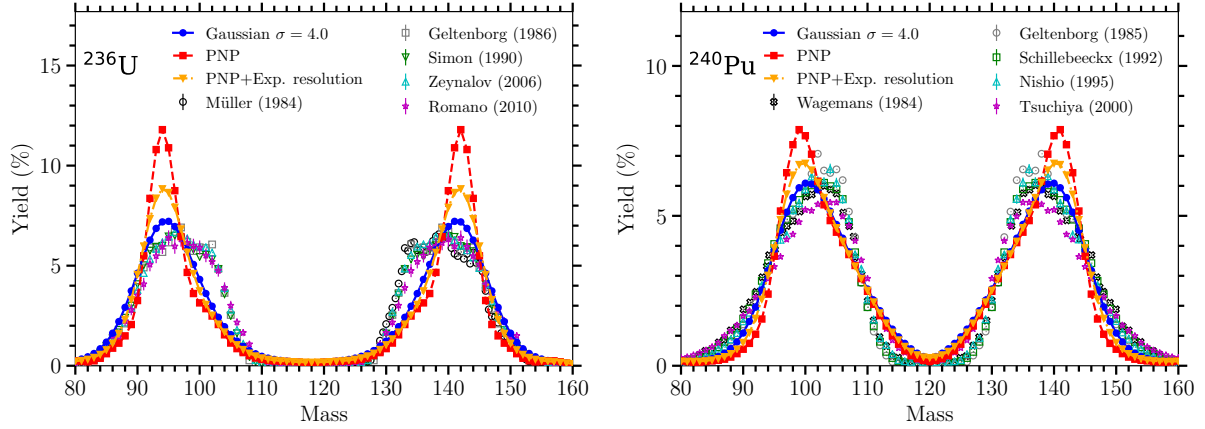 ²³⁶U
Gaussian σ = 4.0
PNP
PNP+Exp. resolution
Müller (1984)
Geltenborg (1986)
Simon (1990)
Zeynalov (2006)
Romano (2010)
Yield (%)
15
10
5
0
80 90 100 110 120 130 140 150 160
Mass
²⁴⁰Pu
Gaussian σ = 4.0
PNP
PNP+Exp. resolution
Wagemans (1984)
Geltenborg (1985)
Schillebeeckx (1992)
Nishio (1995)
Tsuchiya (2000)
Yield (%)
10
5
0
80 90 100 110 120 130 140 150 160
Mass